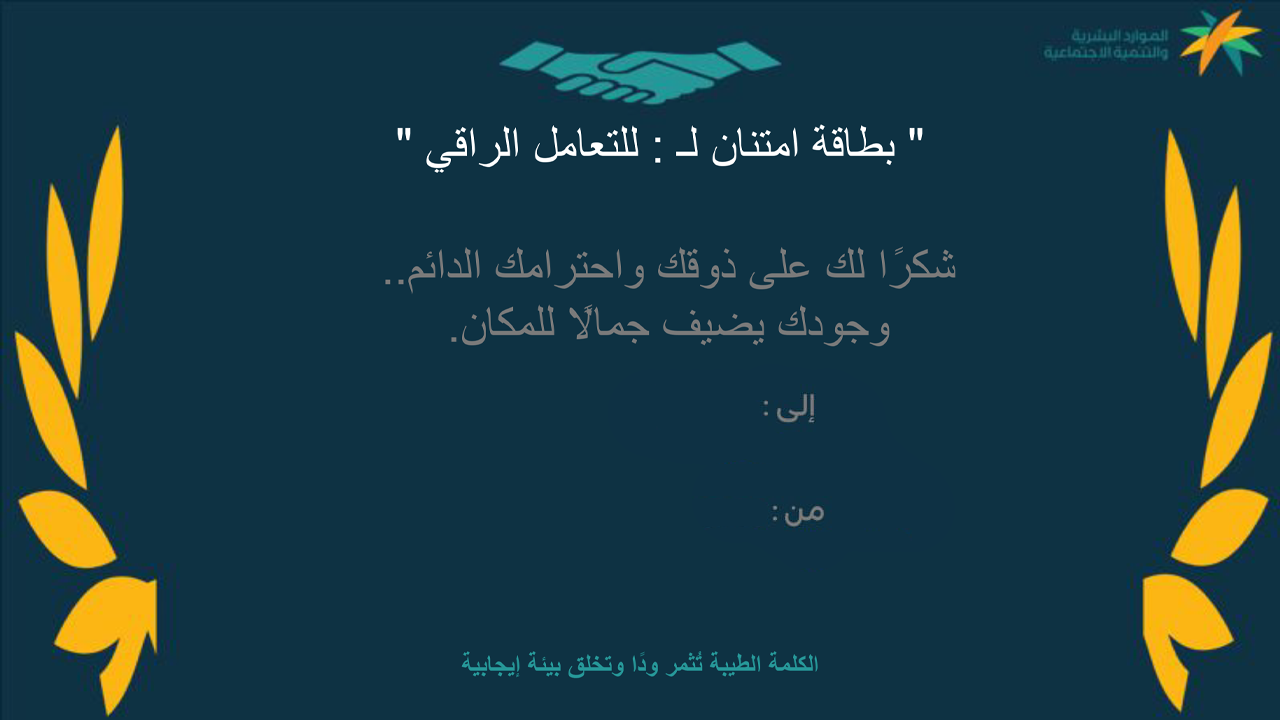 الموارد البشرية
والتنمية الاجتماعية
" بطاقة امتنان لـ : للتعامل الراقي "
شكرًا لك على ذوقك واحترامك الدائم..
وجودك يضيف جمالًا للمكان.
إلى :
من :
الكلمة الطيبة تُثمر ودًا وتخلق بيئة إيجابية